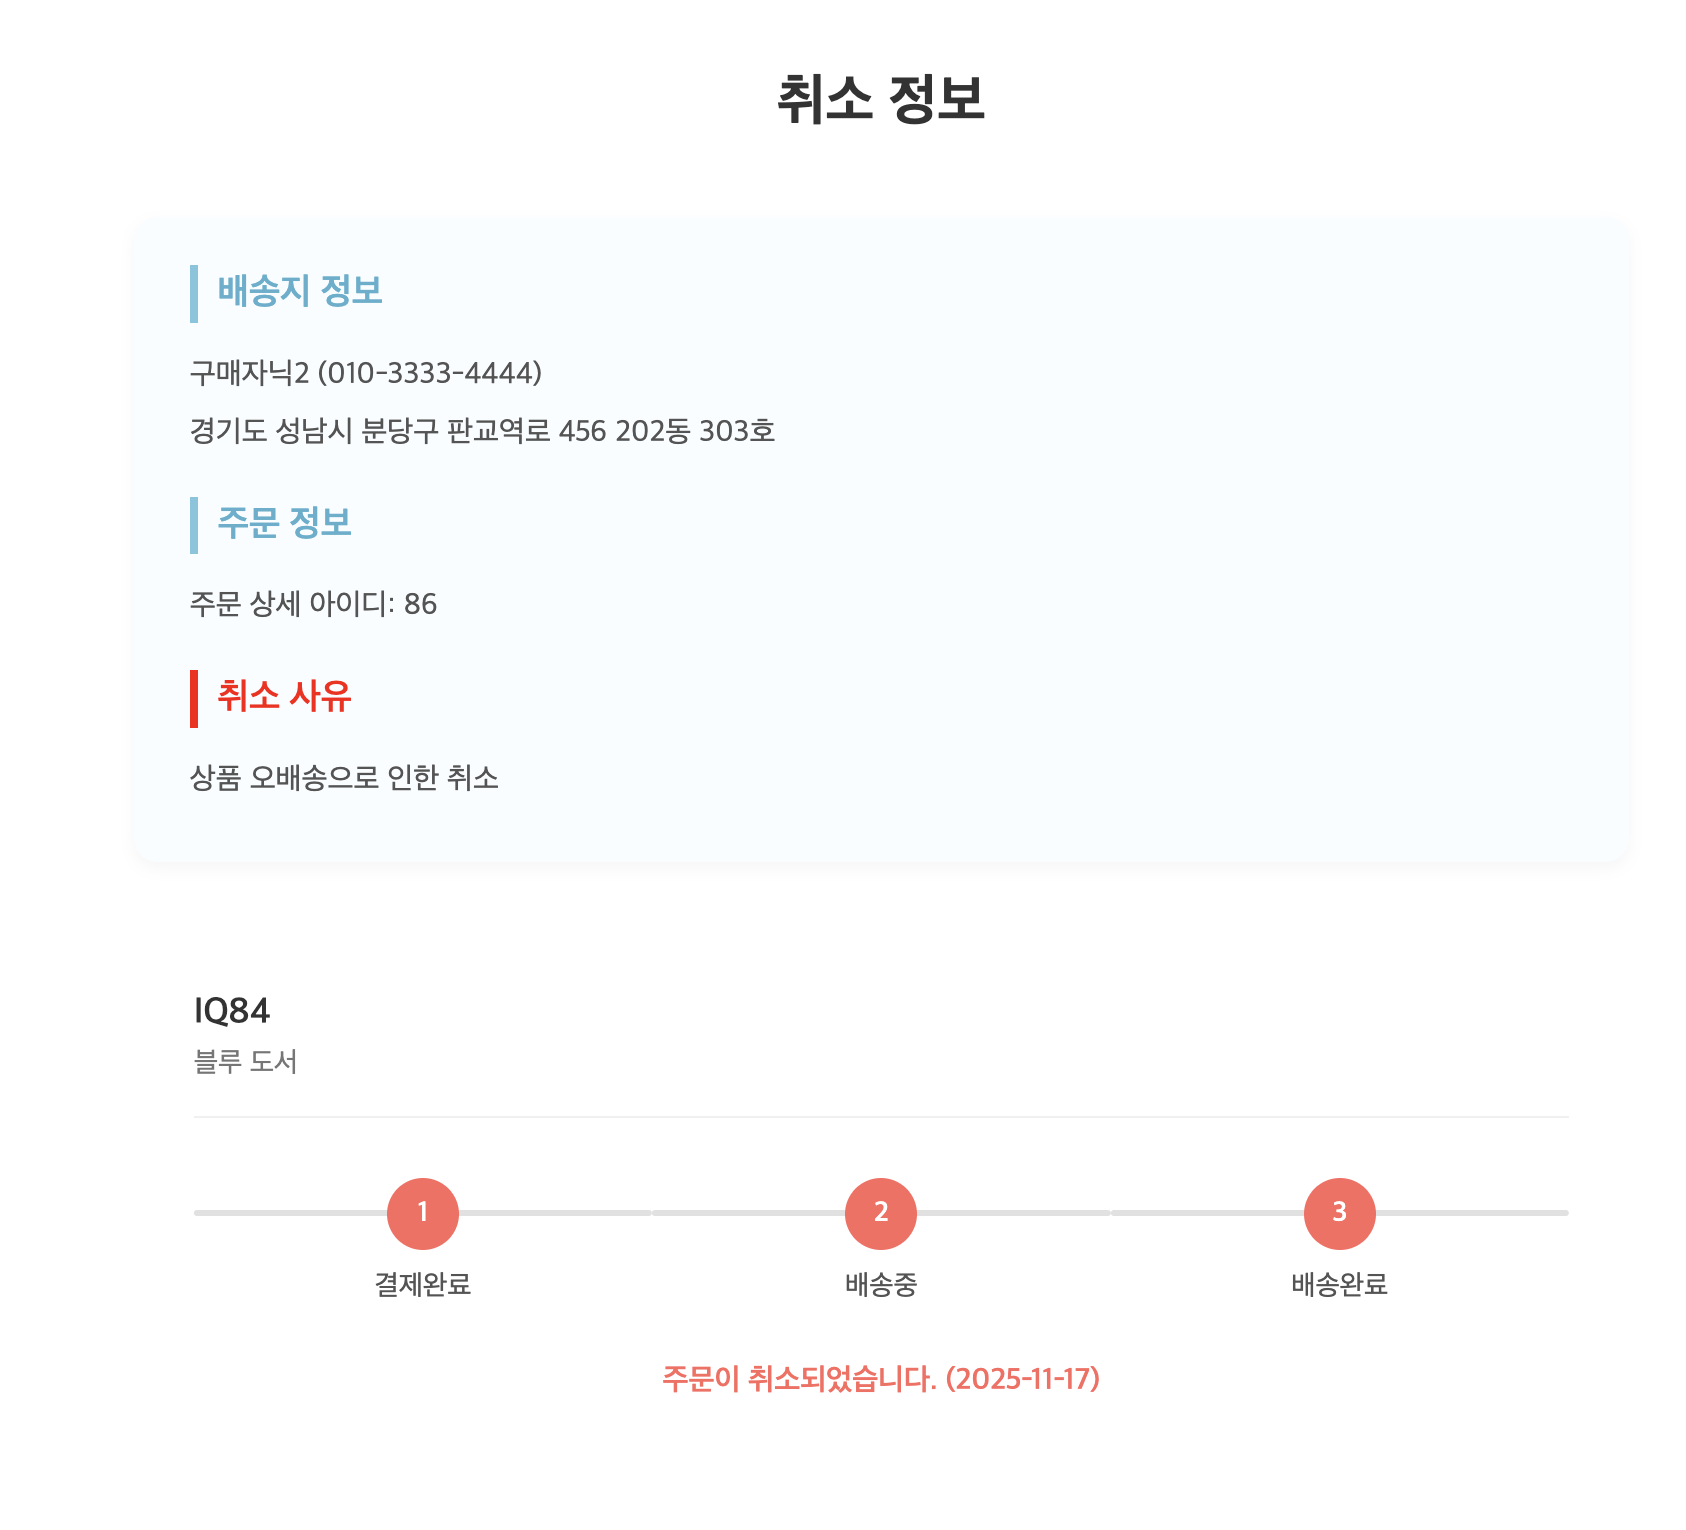 취소 정보
배송지 정보
구매자닉2 (010-3333-4444)
경기도 성남시 분당구 판교역로 456 202동 303호
주문 정보
주문 상세 아이디: 86
취소 사유
상품 오배송으로 인한 취소
IQ84
블루 도서
1 2 3
결제완료 배송중 배송완료
주문이 취소되었습니다. (2025-11-17)